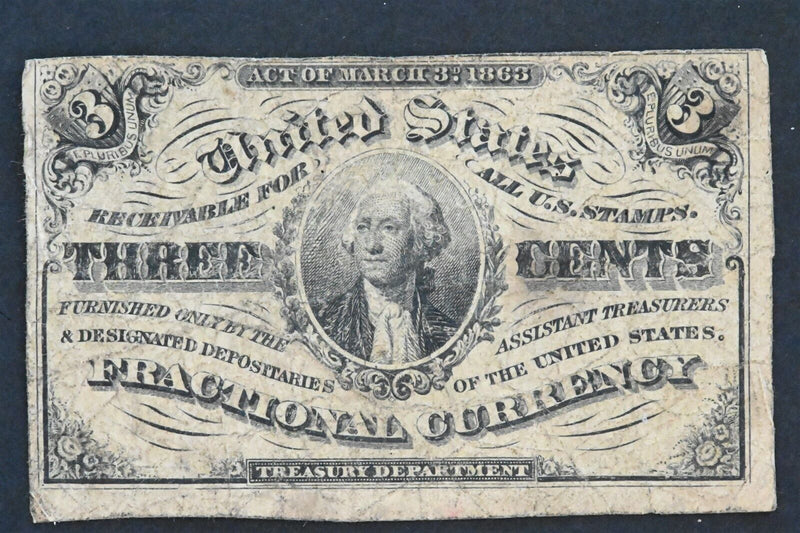 ACT OF MARCH 3ᴰ: 1863
3
3
E.PLURIBUS UNUM
E.PLURIBUS UNUM
United States
RECEIVABLE FOR
ALL U.S. STAMPS.
THREE CENTS
FURNISHED ONLY BY THE
ASSISTANT TREASURERS
& DESIGNATED DEPOSITARIES
OF THE UNITED STATES.
FRACTIONAL CURRENCY
TREASURY DEPARTMENT